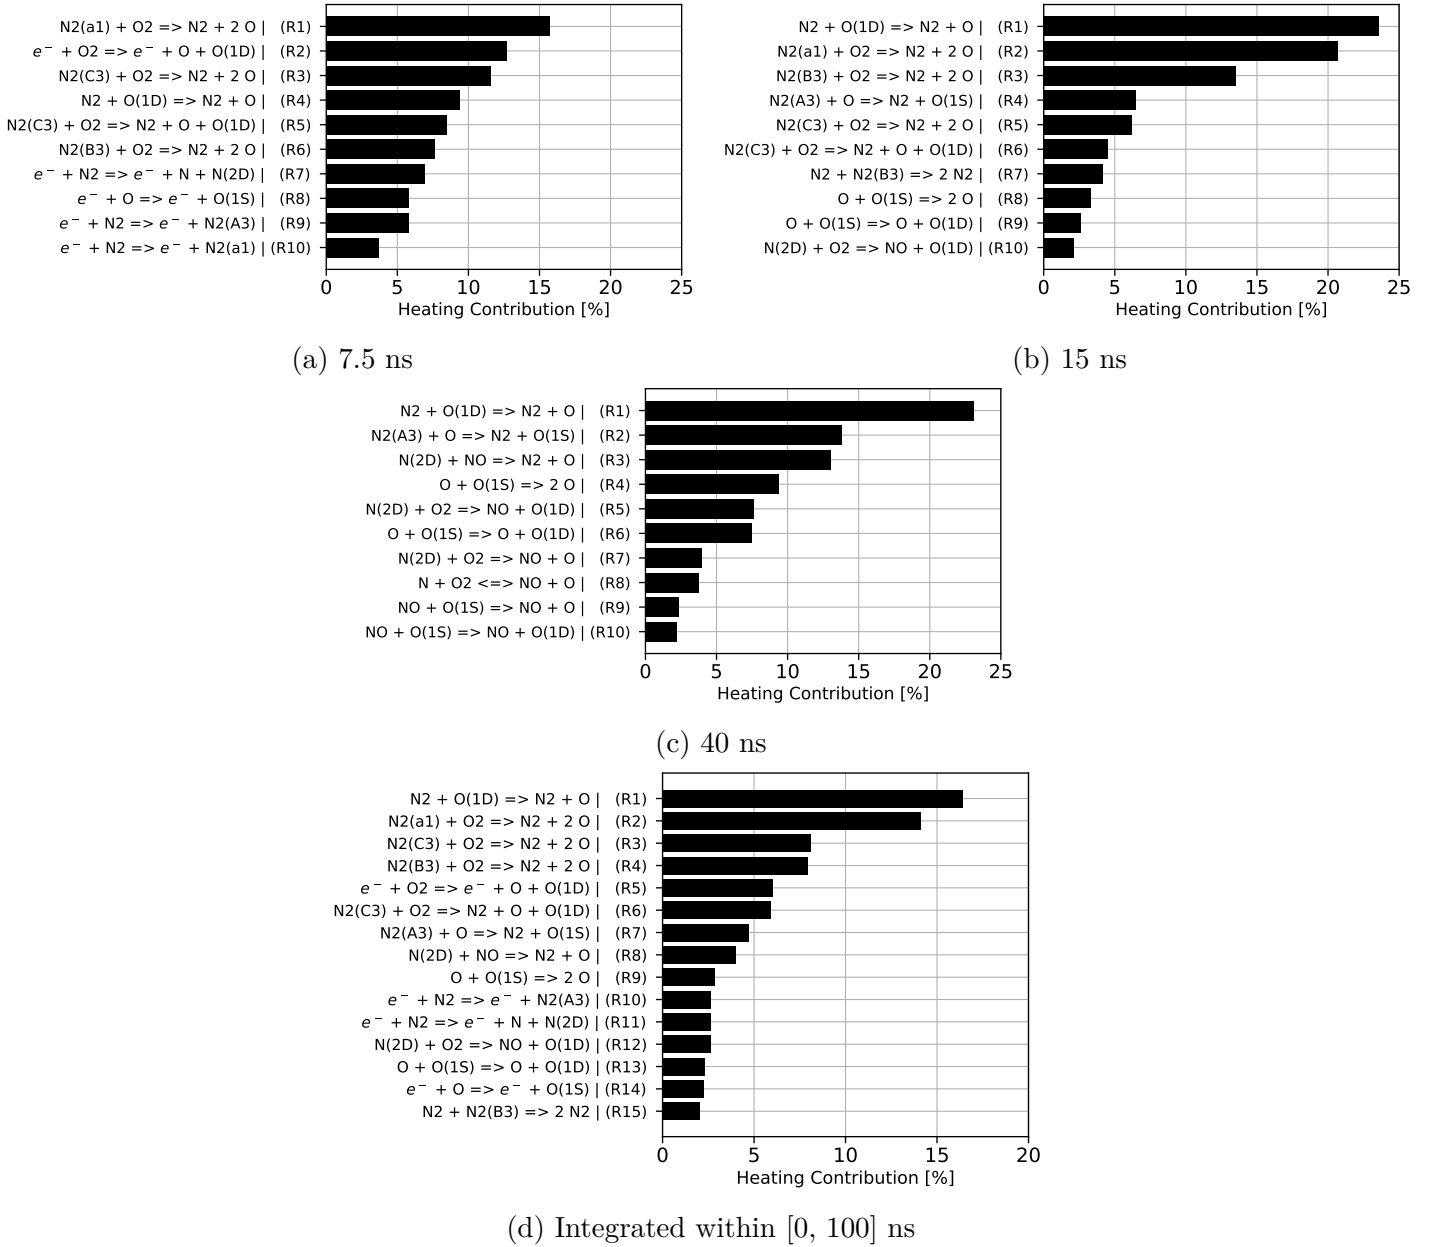 N2(a1) + O2 => N2 + 2 O | (R1)
e⁻ + O2 => e⁻ + O + O(1D) | (R2)
N2(C3) + O2 => N2 + 2 O | (R3)
N2 + O(1D) => N2 + O | (R4)
N2(C3) + O2 => N2 + O + O(1D) | (R5)
N2(B3) + O2 => N2 + 2 O | (R6)
e⁻ + N2 => e⁻ + N + N(2D) | (R7)
e⁻ + O => e⁻ + O(1S) | (R8)
e⁻ + N2 => e⁻ + N2(A3) | (R9)
e⁻ + N2 => e⁻ + N2(a1) | (R10)
0 5 10 15 20 25
Heating Contribution [%]
(a) 7.5 ns
N2 + O(1D) => N2 + O | (R1)
N2(a1) + O2 => N2 + 2 O | (R2)
N2(B3) + O2 => N2 + 2 O | (R3)
N2(A3) + O => N2 + O(1S) | (R4)
N2(C3) + O2 => N2 + 2 O | (R5)
N2(C3) + O2 => N2 + O + O(1D) | (R6)
N2 + N2(B3) => 2 N2 | (R7)
O + O(1S) => 2 O | (R8)
O + O(1S) => O + O(1D) | (R9)
N(2D) + O2 => NO + O(1D) | (R10)
0 5 10 15 20 25
Heating Contribution [%]
(b) 15 ns
N2 + O(1D) => N2 + O | (R1)
N2(A3) + O => N2 + O(1S) | (R2)
N(2D) + NO => N2 + O | (R3)
O + O(1S) => 2 O | (R4)
N(2D) + O2 => NO + O(1D) | (R5)
O + O(1S) => O + O(1D) | (R6)
N(2D) + O2 => NO + O | (R7)
N + O2 <=> NO + O | (R8)
NO + O(1S) => NO + O | (R9)
NO + O(1S) => NO + O(1D) | (R10)
0 5 10 15 20 25
Heating Contribution [%]
(c) 40 ns
N2 + O(1D) => N2 + O | (R1)
N2(a1) + O2 => N2 + 2 O | (R2)
N2(C3) + O2 => N2 + 2 O | (R3)
N2(B3) + O2 => N2 + 2 O | (R4)
e⁻ + O2 => e⁻ + O + O(1D) | (R5)
N2(C3) + O2 => N2 + O + O(1D) | (R6)
N2(A3) + O => N2 + O(1S) | (R7)
N(2D) + NO => N2 + O | (R8)
O + O(1S) => 2 O | (R9)
e⁻ + N2 => e⁻ + N2(A3) | (R10)
e⁻ + N2 => e⁻ + N + N(2D) | (R11)
N(2D) + O2 => NO + O(1D) | (R12)
O + O(1S) => O + O(1D) | (R13)
e⁻ + O => e⁻ + O(1S) | (R14)
N2 + N2(B3) => 2 N2 | (R15)
0 5 10 15 20
Heating Contribution [%]
(d) Integrated within [0, 100] ns